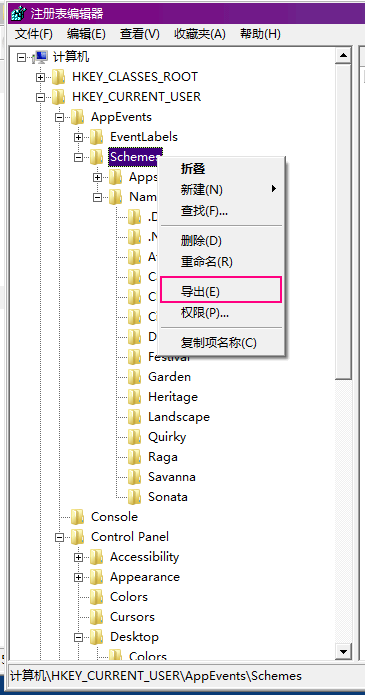 注册表编辑器
文件(F) 编辑(E) 查看(V) 收藏夹(A) 帮助(H)
计算机
HKEY_CLASSES_ROOT
HKEY_CURRENT_USER
AppEvents
EventLabels
Schemes
折叠
Apps
新建(N)
Nam
查找(F)...
删除(D)
重命名(R)
导出(E)
权限(P)...
复制项名称(C)
Festival
Garden
Heritage
Landscape
Quirky
Raga
Savanna
Sonata
Console
Control Panel
Accessibility
Appearance
Colors
Cursors
Desktop
Colors
计算机\HKEY_CURRENT_USER\AppEvents\Schemes